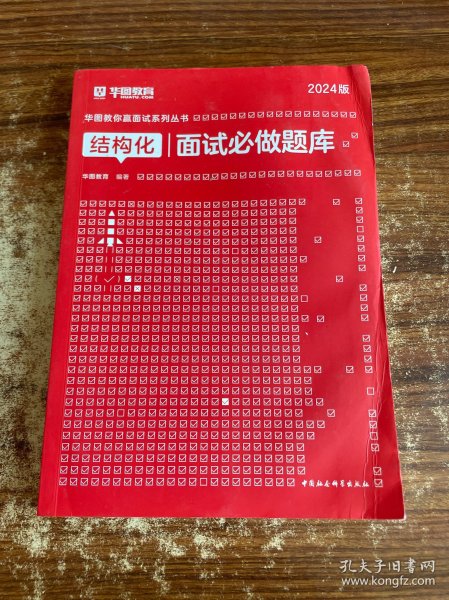 华图教育
HUATU.COM
2024版
华图教你赢面试系列丛书
结构化 面试必做题库
华图教育 编著
中国社会科学出版社
孔夫子旧书网
www.kongfz.com